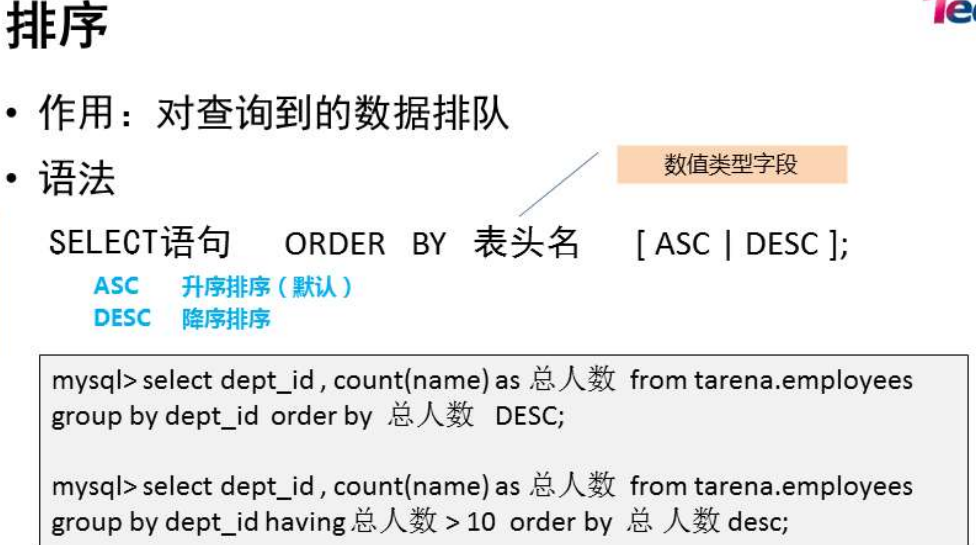 排序
• 作用：对查询到的数据排队
• 语法
数值类型字段
SELECT语句 ORDER BY 表头名 [ ASC | DESC ];
ASC 升序排序（默认）
DESC 降序排序
mysql> select dept_id , count(name) as 总人数 from tarena.employees
group by dept_id order by 总人数 DESC;
mysql> select dept_id , count(name) as 总人数 from tarena.employees
group by dept_id having 总人数 > 10 order by 总 人数 desc;